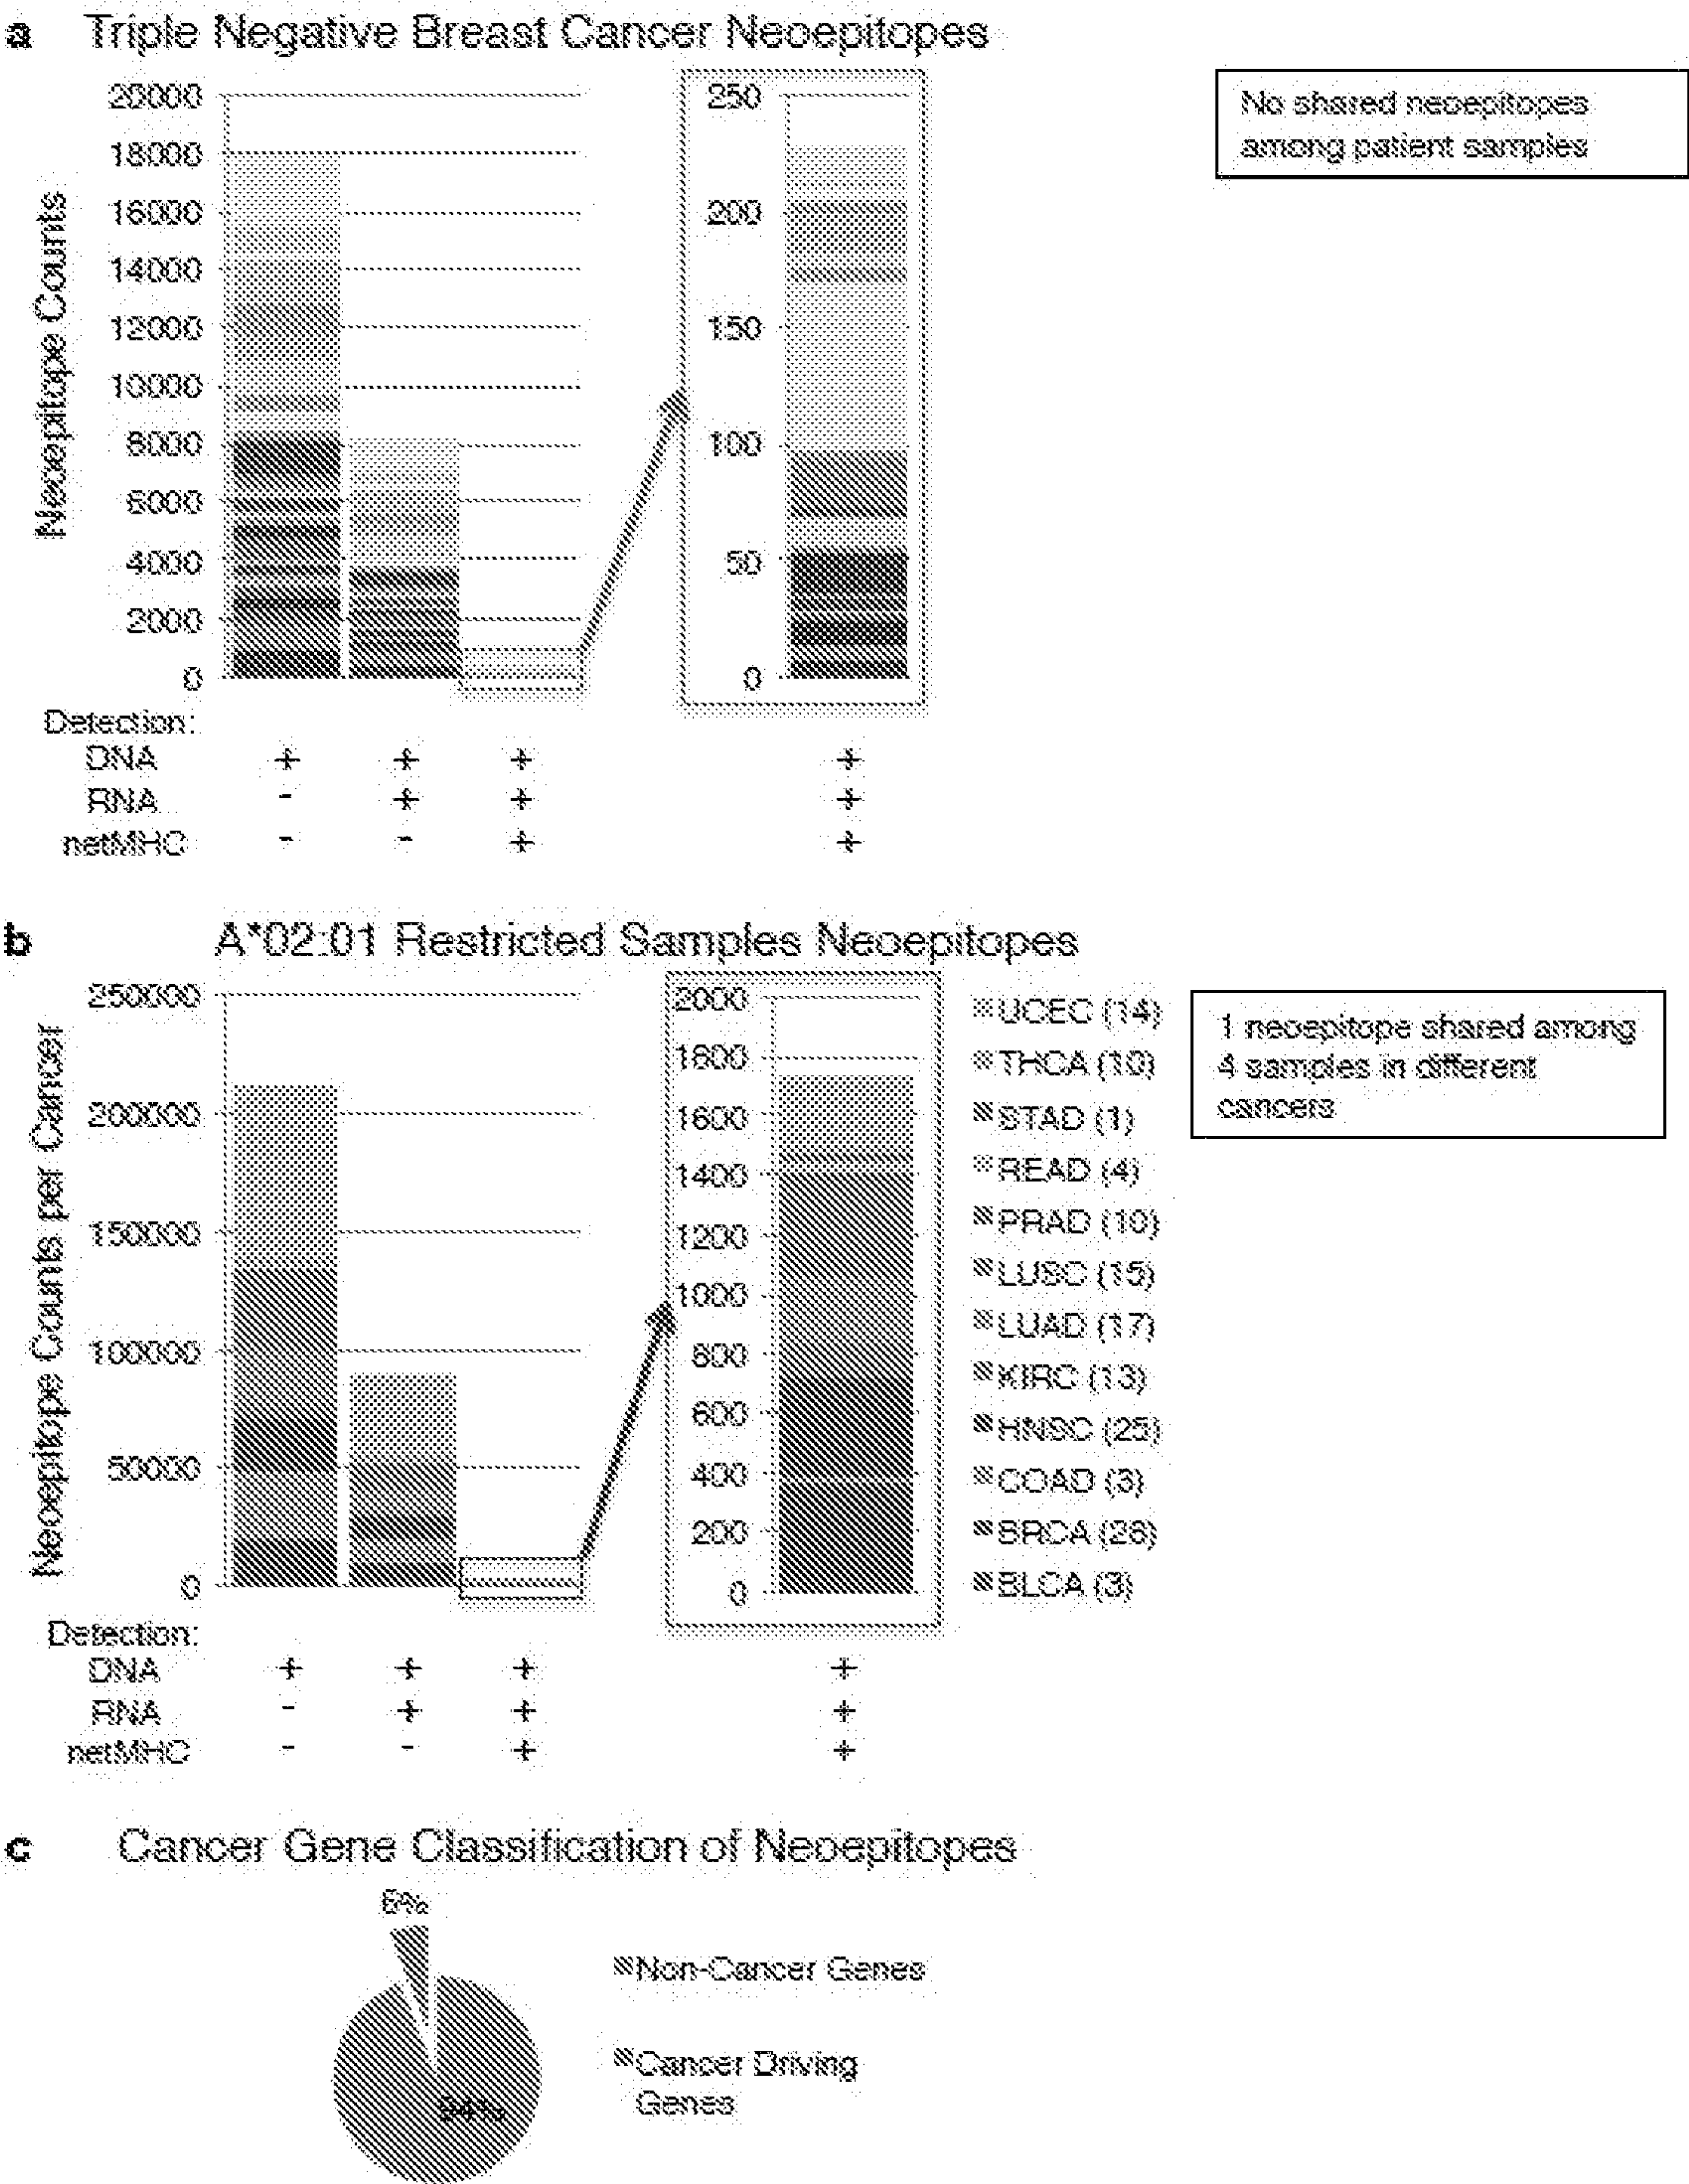 a Triple Negative Breast Cancer Neoepitopes
No shared neoepitopes
among patient samples
Neoepitope Counts
20000
18000
16000
14000
12000
10000
8000
6000
4000
2000
0
250
200
150
100
50
0
Detection:
DNA + + + +
RNA - + + +
netMHC - - + +
b A*02:01 Restricted Samples Neoepitopes
1 neoepitope shared among
4 samples in different
cancers
Neoepitope Counts per Cancer
250000
200000
150000
100000
50000
0
2000
1800
1600
1400
1200
1000
800
600
400
200
0
UCEC (14)
THCA (10)
STAD (1)
READ (4)
PRAD (10)
LUSC (15)
LUAD (17)
KIRC (13)
HNSC (25)
COAD (3)
BRCA (28)
BLCA (3)
Detection:
DNA + + + +
RNA - + + +
netMHC - - + +
c Cancer Gene Classification of Neoepitopes
6%
94%
Non-Cancer Genes
Cancer Driving
Genes